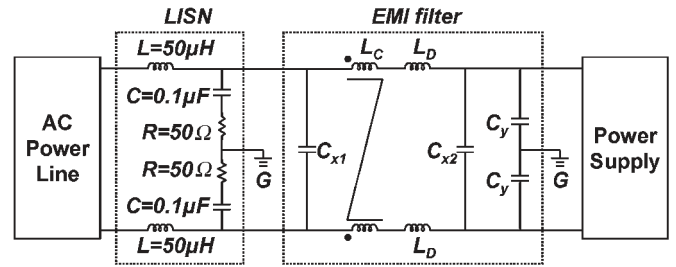 LISN
EMI filter
L=50μH
L_C
L_D
C=0.1μF
R=50Ω
AC
Power
Line
G
C_x1
C_x2
C_y
G
Power
Supply
R=50Ω
C_y
C=0.1μF
L=50μH
L_D